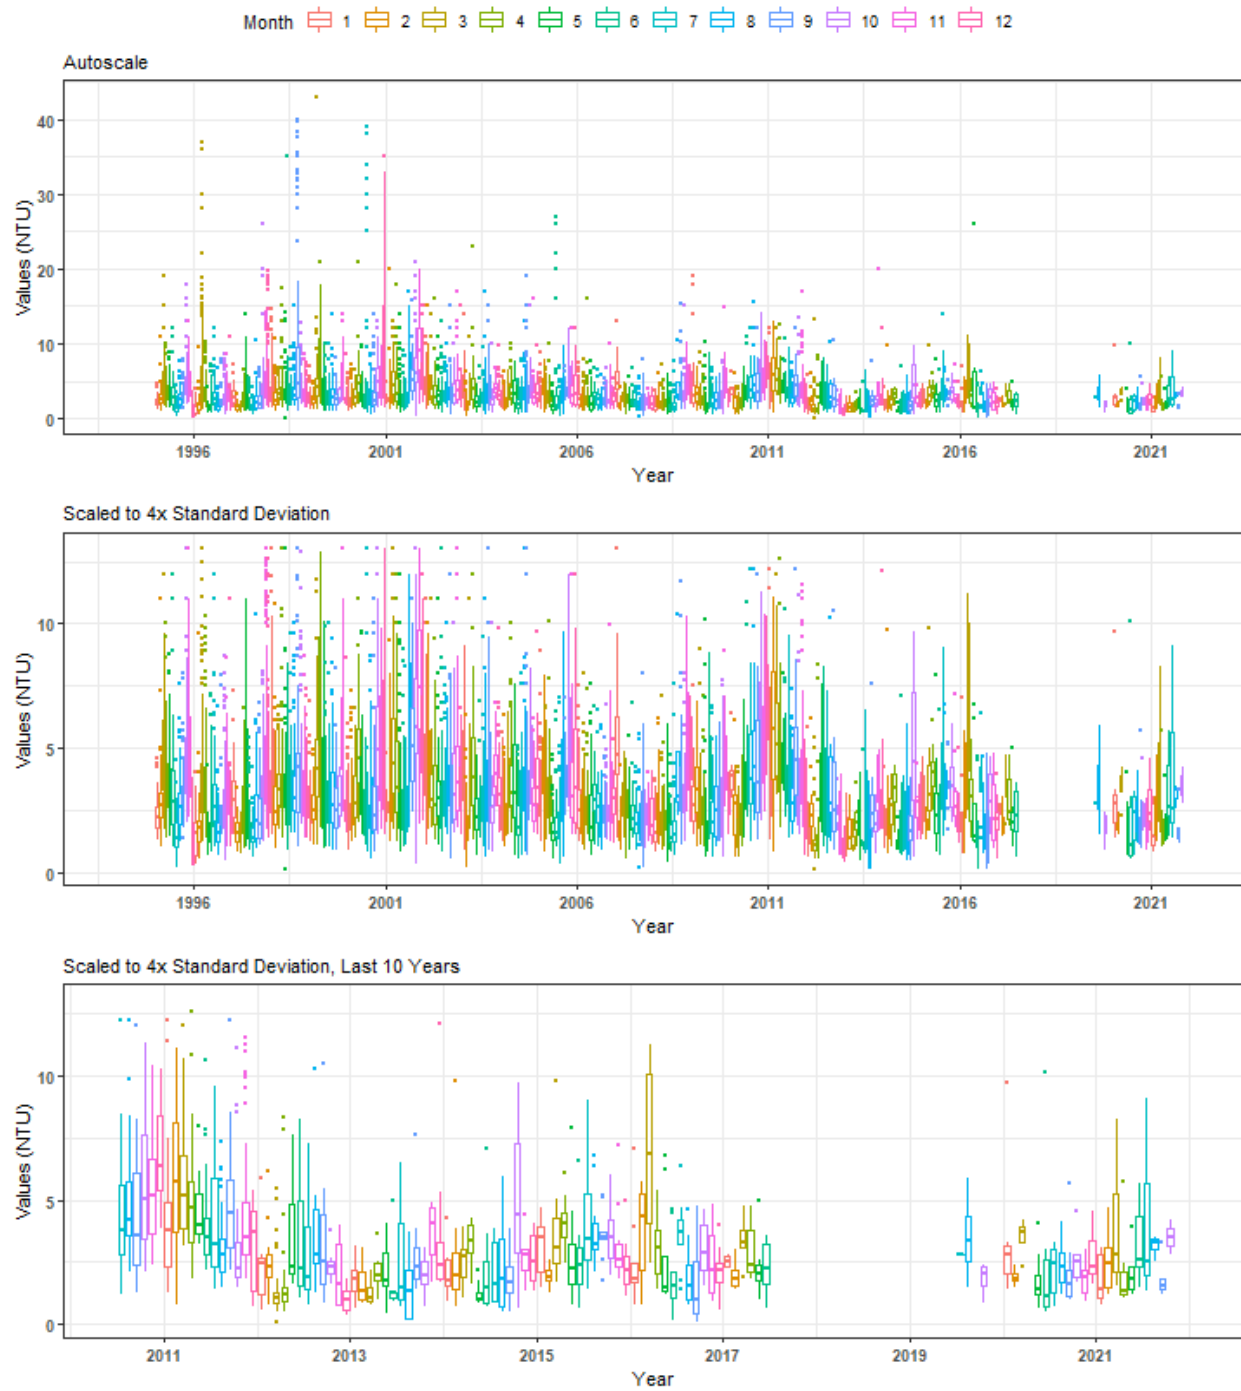 Month 1 2 3 4 5 6 7 8 9 10 11 12
Autoscale
Values (NTU)
40
30
20
10
0
1996 2001 2006 2011 2016 2021
Year
Scaled to 4x Standard Deviation
Values (NTU)
10
5
0
1996 2001 2006 2011 2016 2021
Year
Scaled to 4x Standard Deviation, Last 10 Years
Values (NTU)
10
5
0
2011 2013 2015 2017 2019 2021
Year